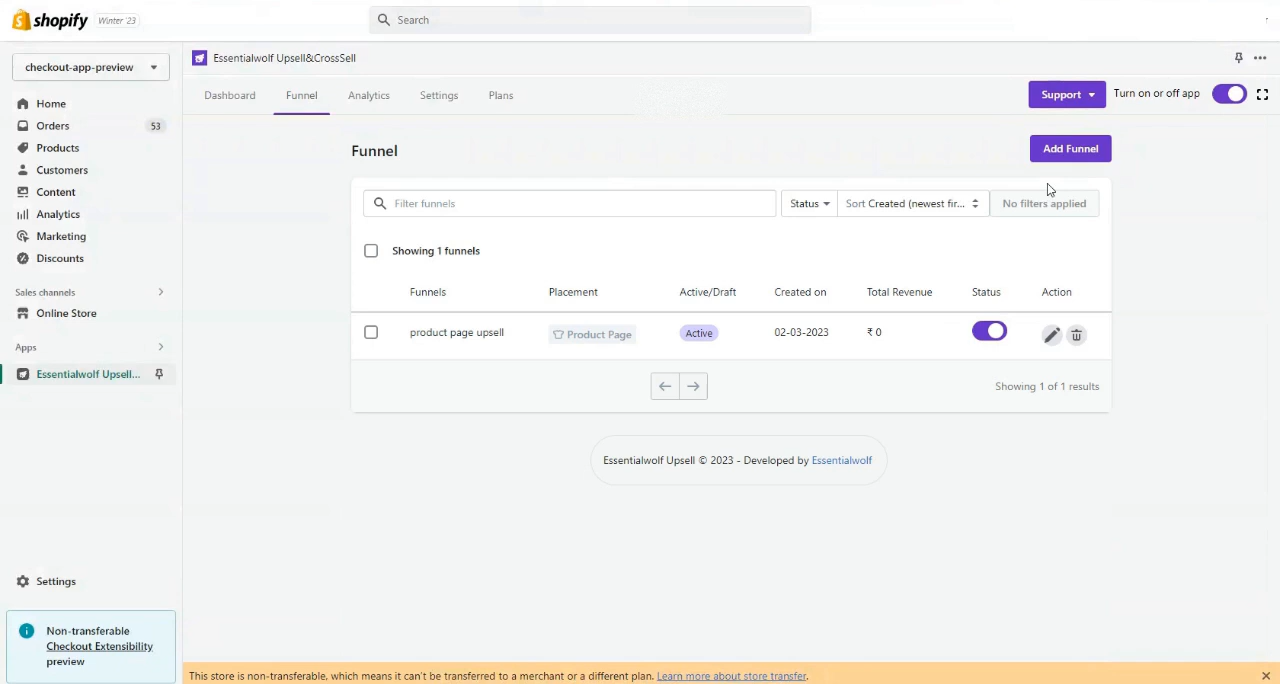 shopify Winter '23 Search
checkout-app-preview
Home
Orders 53
Products
Customers
Content
Analytics
Marketing
Discounts
Sales channels
Online Store
Apps
Essentialwolf Upsell...
Settings
Non-transferable
Checkout Extensibility
preview
Essentialwolf Upsell&CrossSell
Dashboard Funnel Analytics Settings Plans Support Turn on or off app
Funnel Add Funnel
Filter funnels Status Sort Created (newest fir... No filters applied
Showing 1 funnels
Funnels Placement Active/Draft Created on Total Revenue Status Action
product page upsell Product Page Active 02-03-2023 ₹ 0
Showing 1 of 1 results
Essentialwolf Upsell © 2023 - Developed by Essentialwolf
This store is non-transferable, which means it can't be transferred to a merchant or a different plan. Learn more about store transfer.